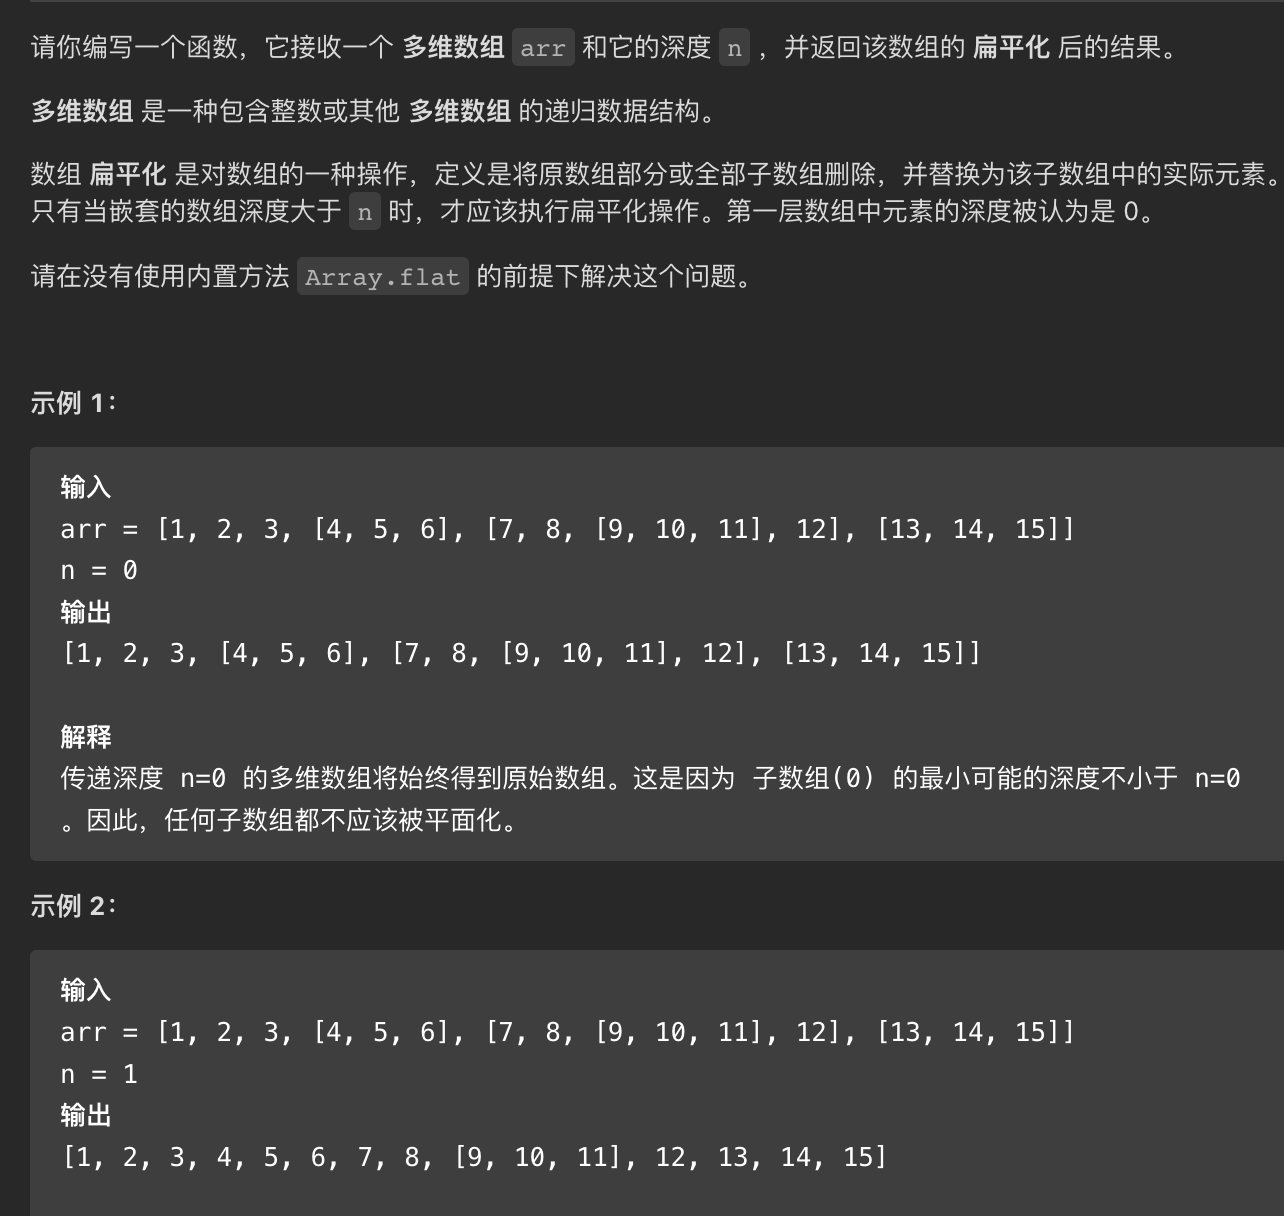 请你编写一个函数，它接收一个 多维数组 arr 和它的深度 n ，并返回该数组的 扁平化 后的结果。
多维数组 是一种包含整数或其他 多维数组 的递归数据结构。
数组 扁平化 是对数组的一种操作，定义是将原数组部分或全部子数组删除，并替换为该子数组中的实际元素。
只有当嵌套的数组深度大于 n 时，才应该执行扁平化操作。第一层数组中元素的深度被认为是 0。
请在没有使用内置方法 Array.flat 的前提下解决这个问题。
示例 1：
输入
arr = [1, 2, 3, [4, 5, 6], [7, 8, [9, 10, 11], 12], [13, 14, 15]]
n = 0
输出
[1, 2, 3, [4, 5, 6], [7, 8, [9, 10, 11], 12], [13, 14, 15]]
解释
传递深度 n=0 的多维数组将始终得到原始数组。这是因为 子数组(0) 的最小可能的深度不小于 n=0
。因此，任何子数组都不应该被平面化。
示例 2：
输入
arr = [1, 2, 3, [4, 5, 6], [7, 8, [9, 10, 11], 12], [13, 14, 15]]
n = 1
输出
[1, 2, 3, 4, 5, 6, 7, 8, [9, 10, 11], 12, 13, 14, 15]